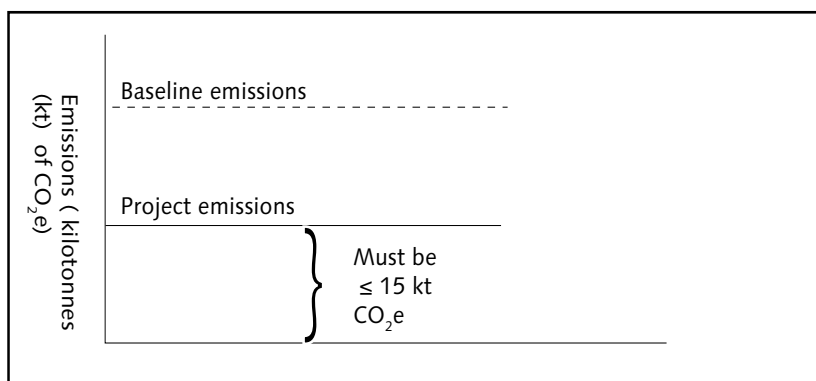 Emissions ( kilotonnes
(kt) of CO₂e)
Baseline emissions
Project emissions
Must be
≤ 15 kt
CO₂e